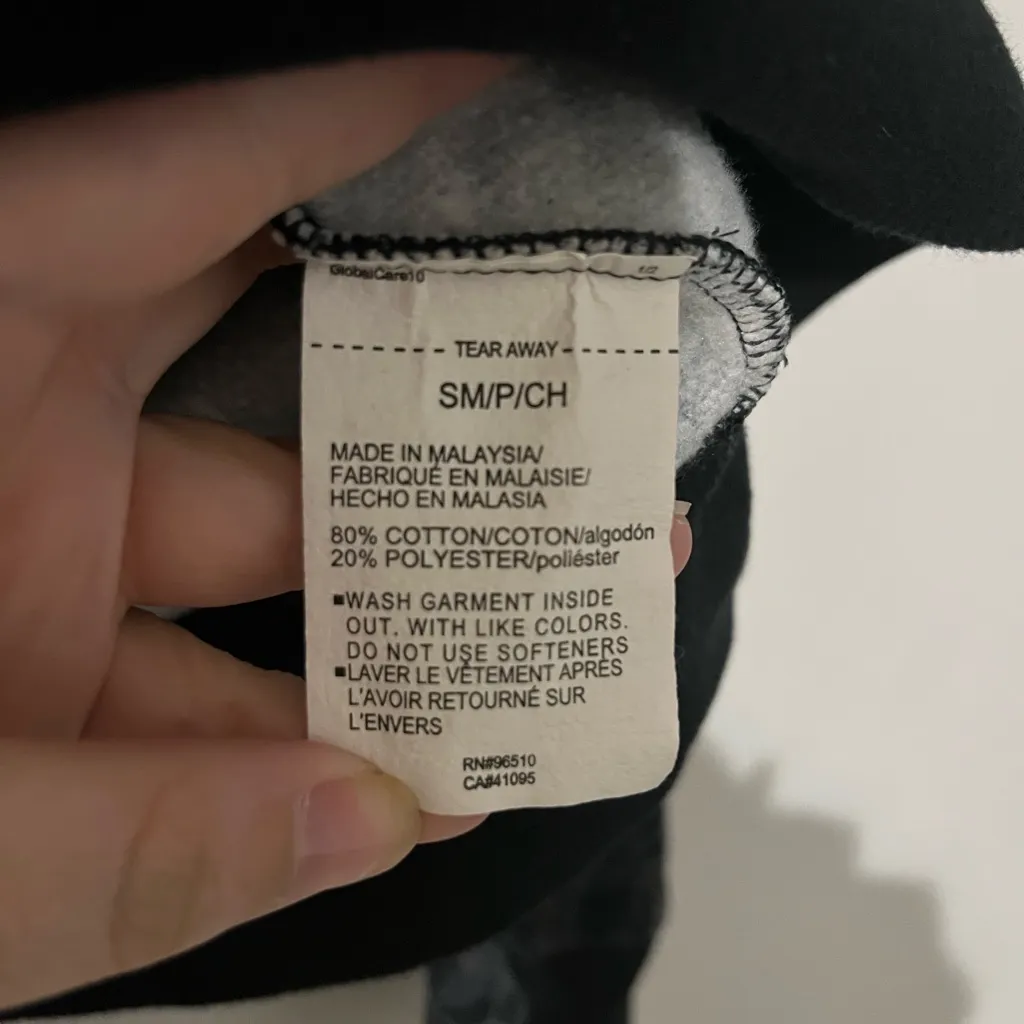 GlobalCare10
- - - - - - - TEAR AWAY - - - - - - -
SM/P/CH
MADE IN MALAYSIA/
FABRIQUÉ EN MALAISIE/
HECHO EN MALASIA
80% COTTON/COTON/algodón
20% POLYESTER/poliéster
■WASH GARMENT INSIDE
OUT. WITH LIKE COLORS.
DO NOT USE SOFTENERS
■LAVER LE VÊTEMENT APRÈS
L'AVOIR RETOURNÉ SUR
L'ENVERS
RN#96510
CA#41095